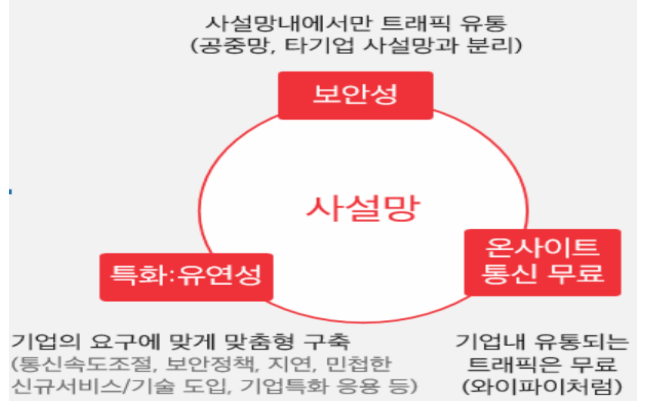 사설망내에서만 트래픽 유통
(공중망, 타기업 사설망과 분리)
보안성
사설망
특화:유연성
온사이트
통신 무료
기업의 요구에 맞게 맞춤형 구축
(통신속도조절, 보안정책, 지연, 민첩한
신규서비스/기술 도입, 기업특화 응용 등)
기업내 유통되는
트래픽은 무료
(와이파이처럼)